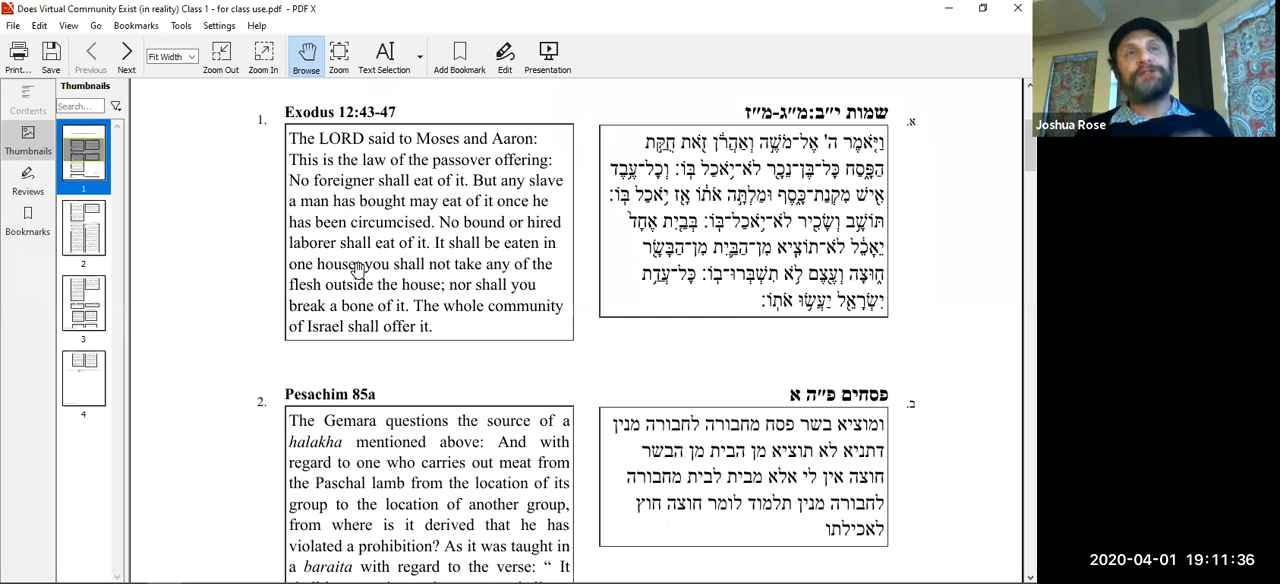 Does Virtual Community Exist (in reality) Class 1 - for class use.pdf - PDF X
File Edit View Go Bookmarks Tools Settings Help
Print... Save Previous Next Fit Width Zoom Out Zoom In Browse Zoom Text Selection Add Bookmark Edit Presentation
Contents
Thumbnails
Reviews
Bookmarks
Thumbnails
Search...
1
2
3
4
1. Exodus 12:43-47
The LORD said to Moses and Aaron:
This is the law of the passover offering:
No foreigner shall eat of it. But any slave
a man has bought may eat of it once he
has been circumcised. No bound or hired
laborer shall eat of it. It shall be eaten in
one house: you shall not take any of the
flesh outside the house; nor shall you
break a bone of it. The whole community
of Israel shall offer it.
א. שמות י״ב:מ״ג-מ״ז
וַיֹּ֤אמֶר ה' אֶל־מֹשֶׁ֣ה וְאַהֲרֹ֔ן זֹ֖את חֻקַּ֣ת
הַפָּ֑סַח כׇּל־בֶּן־נֵכָ֖ר לֹא־יֹ֥אכַל בּֽוֹ׃ וְכׇל־עֶ֥בֶד
אִ֖ישׁ מִקְנַת־כָּ֑סֶף וּמַלְתָּ֣ה אֹת֔וֹ אָ֖ז יֹ֥אכַל בּֽוֹ׃
תּוֹשָׁ֥ב וְשָׂכִ֖יר לֹא־יֹ֥אכַל־בּֽוֹ׃ בְּבַ֤יִת אֶחָד֙
יֵאָכֵ֔ל לֹא־תוֹצִ֧יא מִן־הַבַּ֛יִת מִן־הַבָּשָׂ֖ר
ח֑וּצָה וְעֶ֖צֶם לֹ֥א תִשְׁבְּרוּ־בֽוֹ׃ כׇּל־עֲדַ֥ת
יִשְׂרָאֵ֖ל יַעֲשׂ֥וּ אֹתֽוֹ׃
2. Pesachim 85a
The Gemara questions the source of a
halakha mentioned above: And with
regard to one who carries out meat from
the Paschal lamb from the location of its
group to the location of another group,
from where is it derived that he has
violated a prohibition? As it was taught in
a baraita with regard to the verse: “ It
ב. פסחים פ״ה א
ומוציא בשר פסח מחבורה לחבורה מנין
דתניא לא תוציא מן הבית מן הבשר
חוצה אין לי אלא מבית לבית מחבורה
לחבורה מנין תלמוד לומר חוצה חוץ
לאכילתו
Joshua Rose
2020-04-01 19:11:36